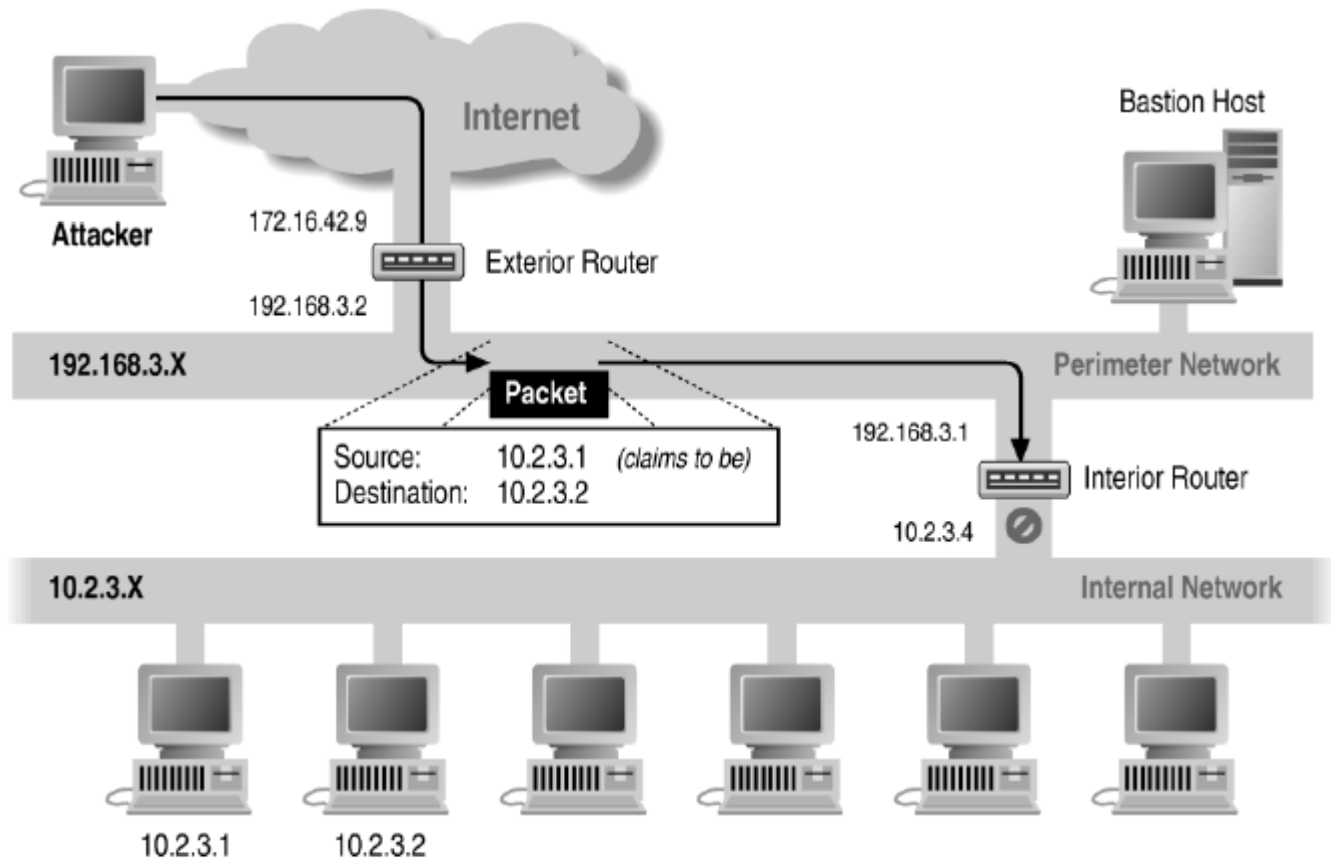 Internet
Bastion Host
Attacker
172.16.42.9
Exterior Router
192.168.3.2
192.168.3.X
Perimeter Network
Packet
Source: 10.2.3.1 (claims to be)
Destination: 10.2.3.2
192.168.3.1
Interior Router
10.2.3.4
10.2.3.X
Internal Network
10.2.3.1
10.2.3.2